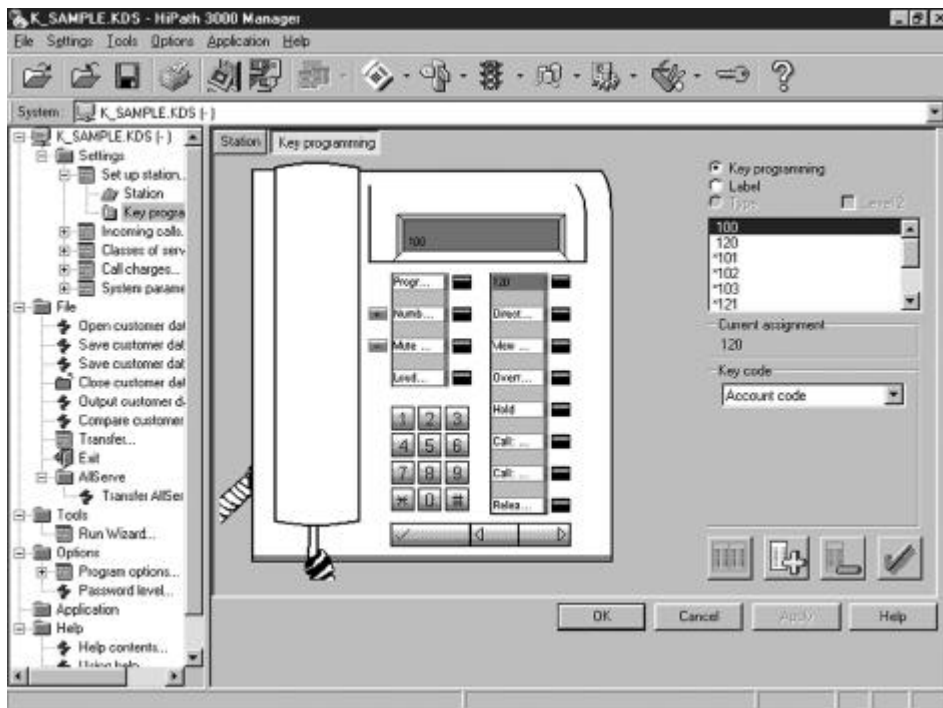 K_SAMPLE.KDS - HiPath 3000 Manager
File Settings Tools Options Application Help
System: K_SAMPLE.KDS (-)
K_SAMPLE.KDS (-)
Settings
Set up station...
Station
Key progra
Incoming calls.
Classes of serv
Call charges...
System parame
File
Open customer dat
Save customer dat
Save customer dat
Close customer dat
Output customer d
Compare customer
Transfer...
Exit
AllServe
Transfer AllSer
Tools
Run Wizard...
Options
Program options...
Password level...
Application
Help
Help contents...
Using help
Station Key programming
100
Progr... 120
Numb... Direct...
Mute ... View ...
Loud... Overr...
Hold
Call: ...
Call: ...
Relea...
1 2 3
4 5 6
7 8 9
* 0 #
Key programming
Label
Type Level 2
100
120
*101
*102
*103
*121
Current assignment
120
Key code
Account code
OK Cancel Apply Help